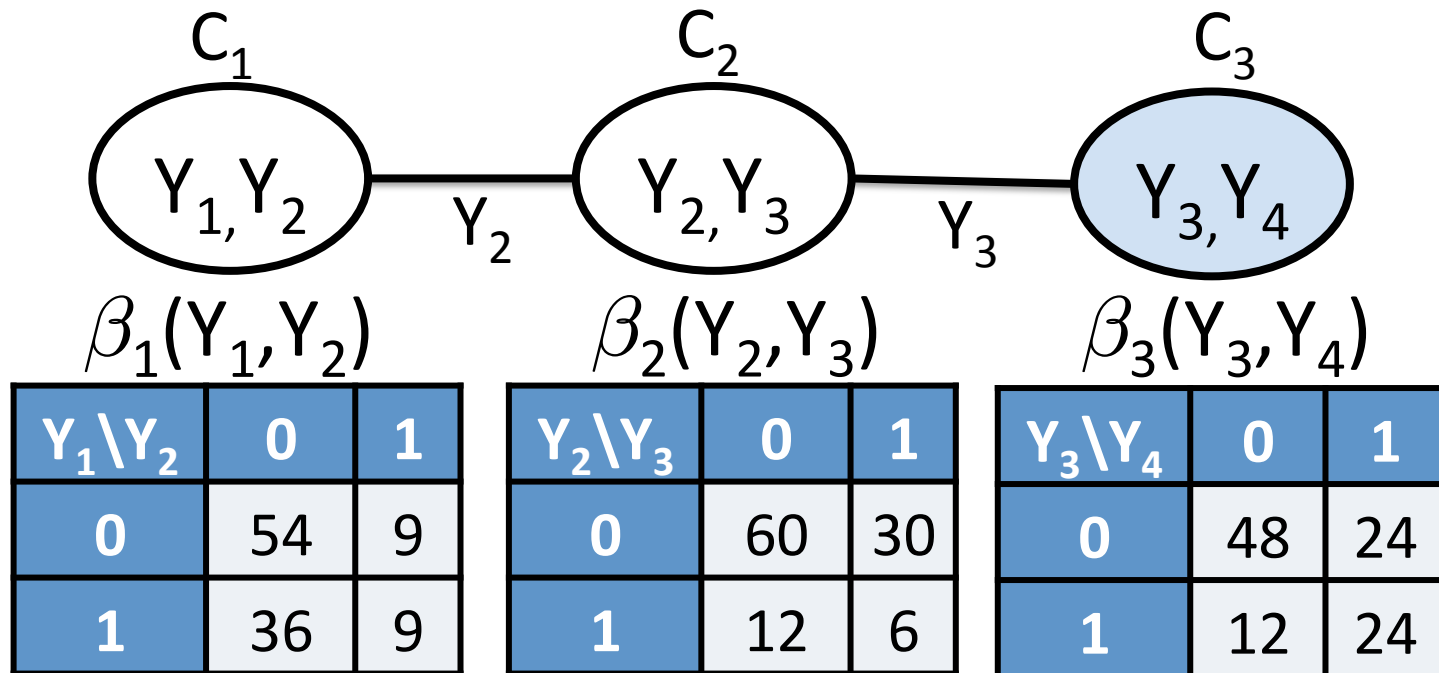 C₁ C₂ C₃
Y₁,Y₂ Y₂,Y₃ Y₃,Y₄
Y₂ Y₃
β₁(Y₁,Y₂) β₂(Y₂,Y₃) β₃(Y₃,Y₄)
Y₁\Y₂ 0 1 Y₂\Y₃ 0 1 Y₃\Y₄ 0 1
0 54 9 0 60 30 0 48 24
1 36 9 1 12 6 1 12 24